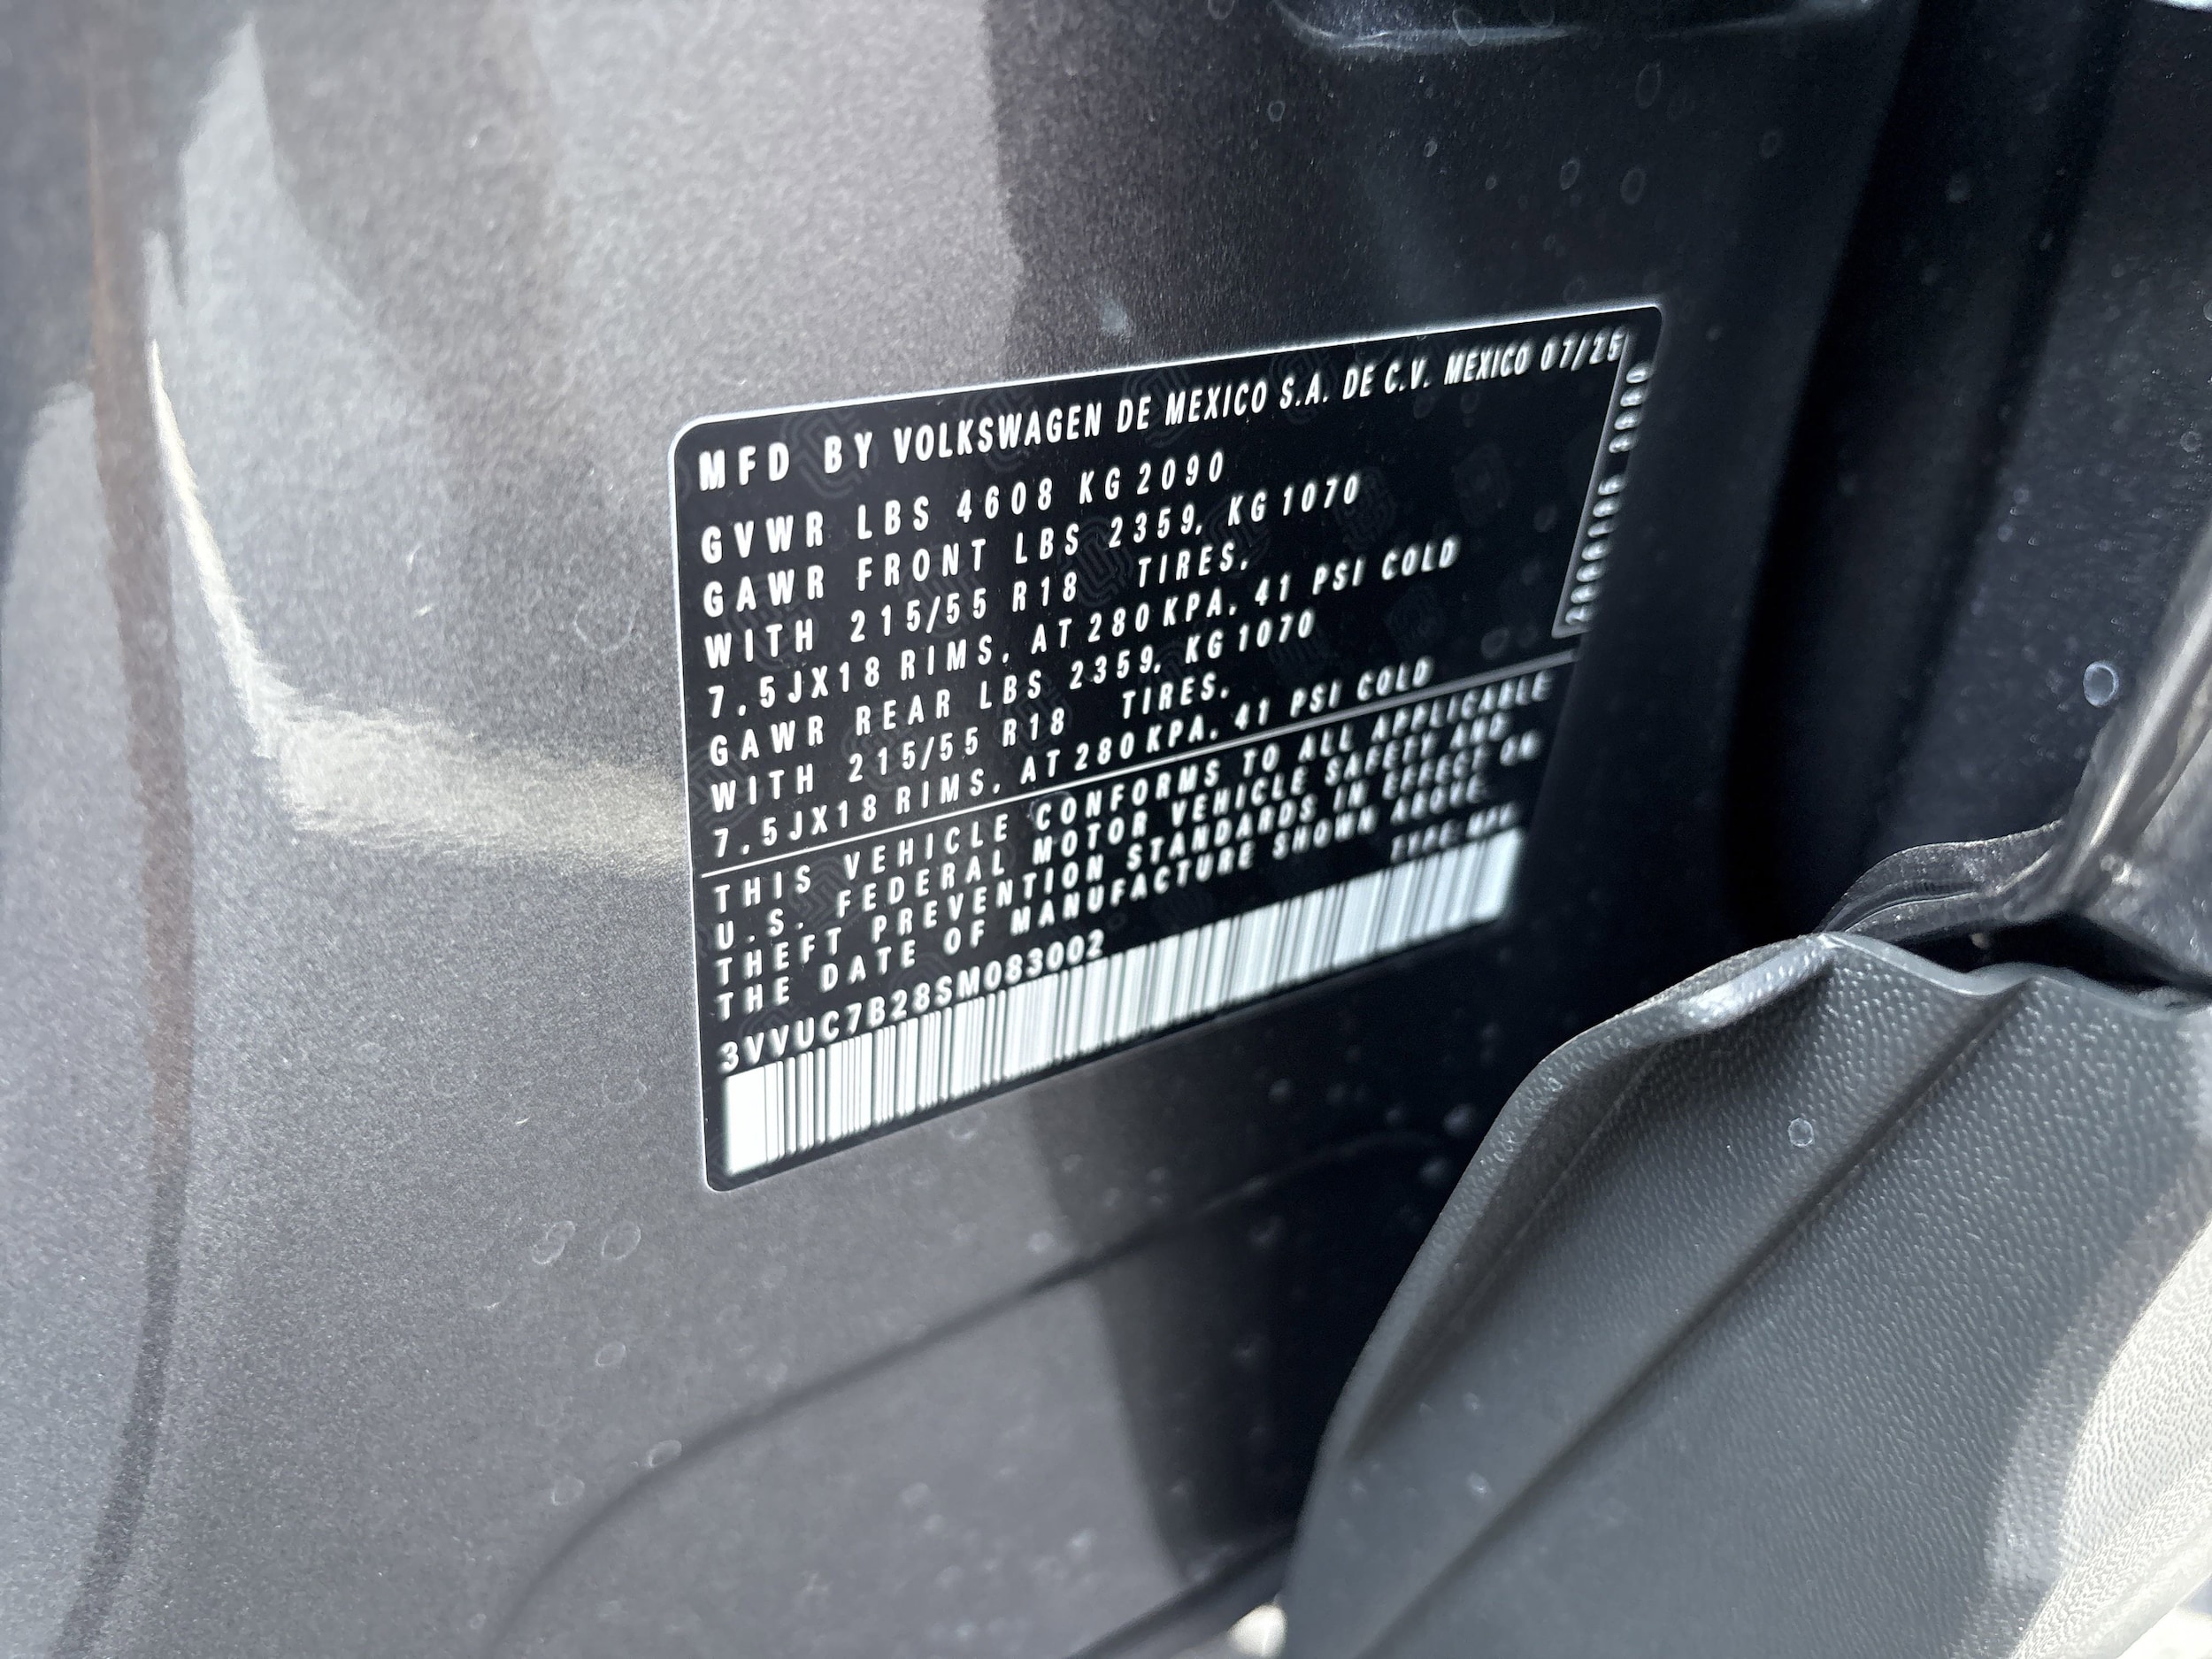 MFD BY VOLKSWAGEN DE MEXICO S.A. DE C.V. MEXICO 07/25
GVWR LBS 4608 KG 2090
GAWR FRONT LBS 2359, KG 1070
WITH 215/55 R18 TIRES,
7.5JX18 RIMS, AT 280 KPA, 41 PSI COLD
GAWR REAR LBS 2359, KG 1070
WITH 215/55 R18 TIRES,
7.5JX18 RIMS, AT 280 KPA, 41 PSI COLD
THIS VEHICLE CONFORMS TO ALL APPLICABLE
U.S. FEDERAL MOTOR VEHICLE SAFETY AND
THEFT PREVENTION STANDARDS IN EFFECT ON
THE DATE OF MANUFACTURE SHOWN ABOVE.
3VVUC7B28SM083002 TYPE: MPV